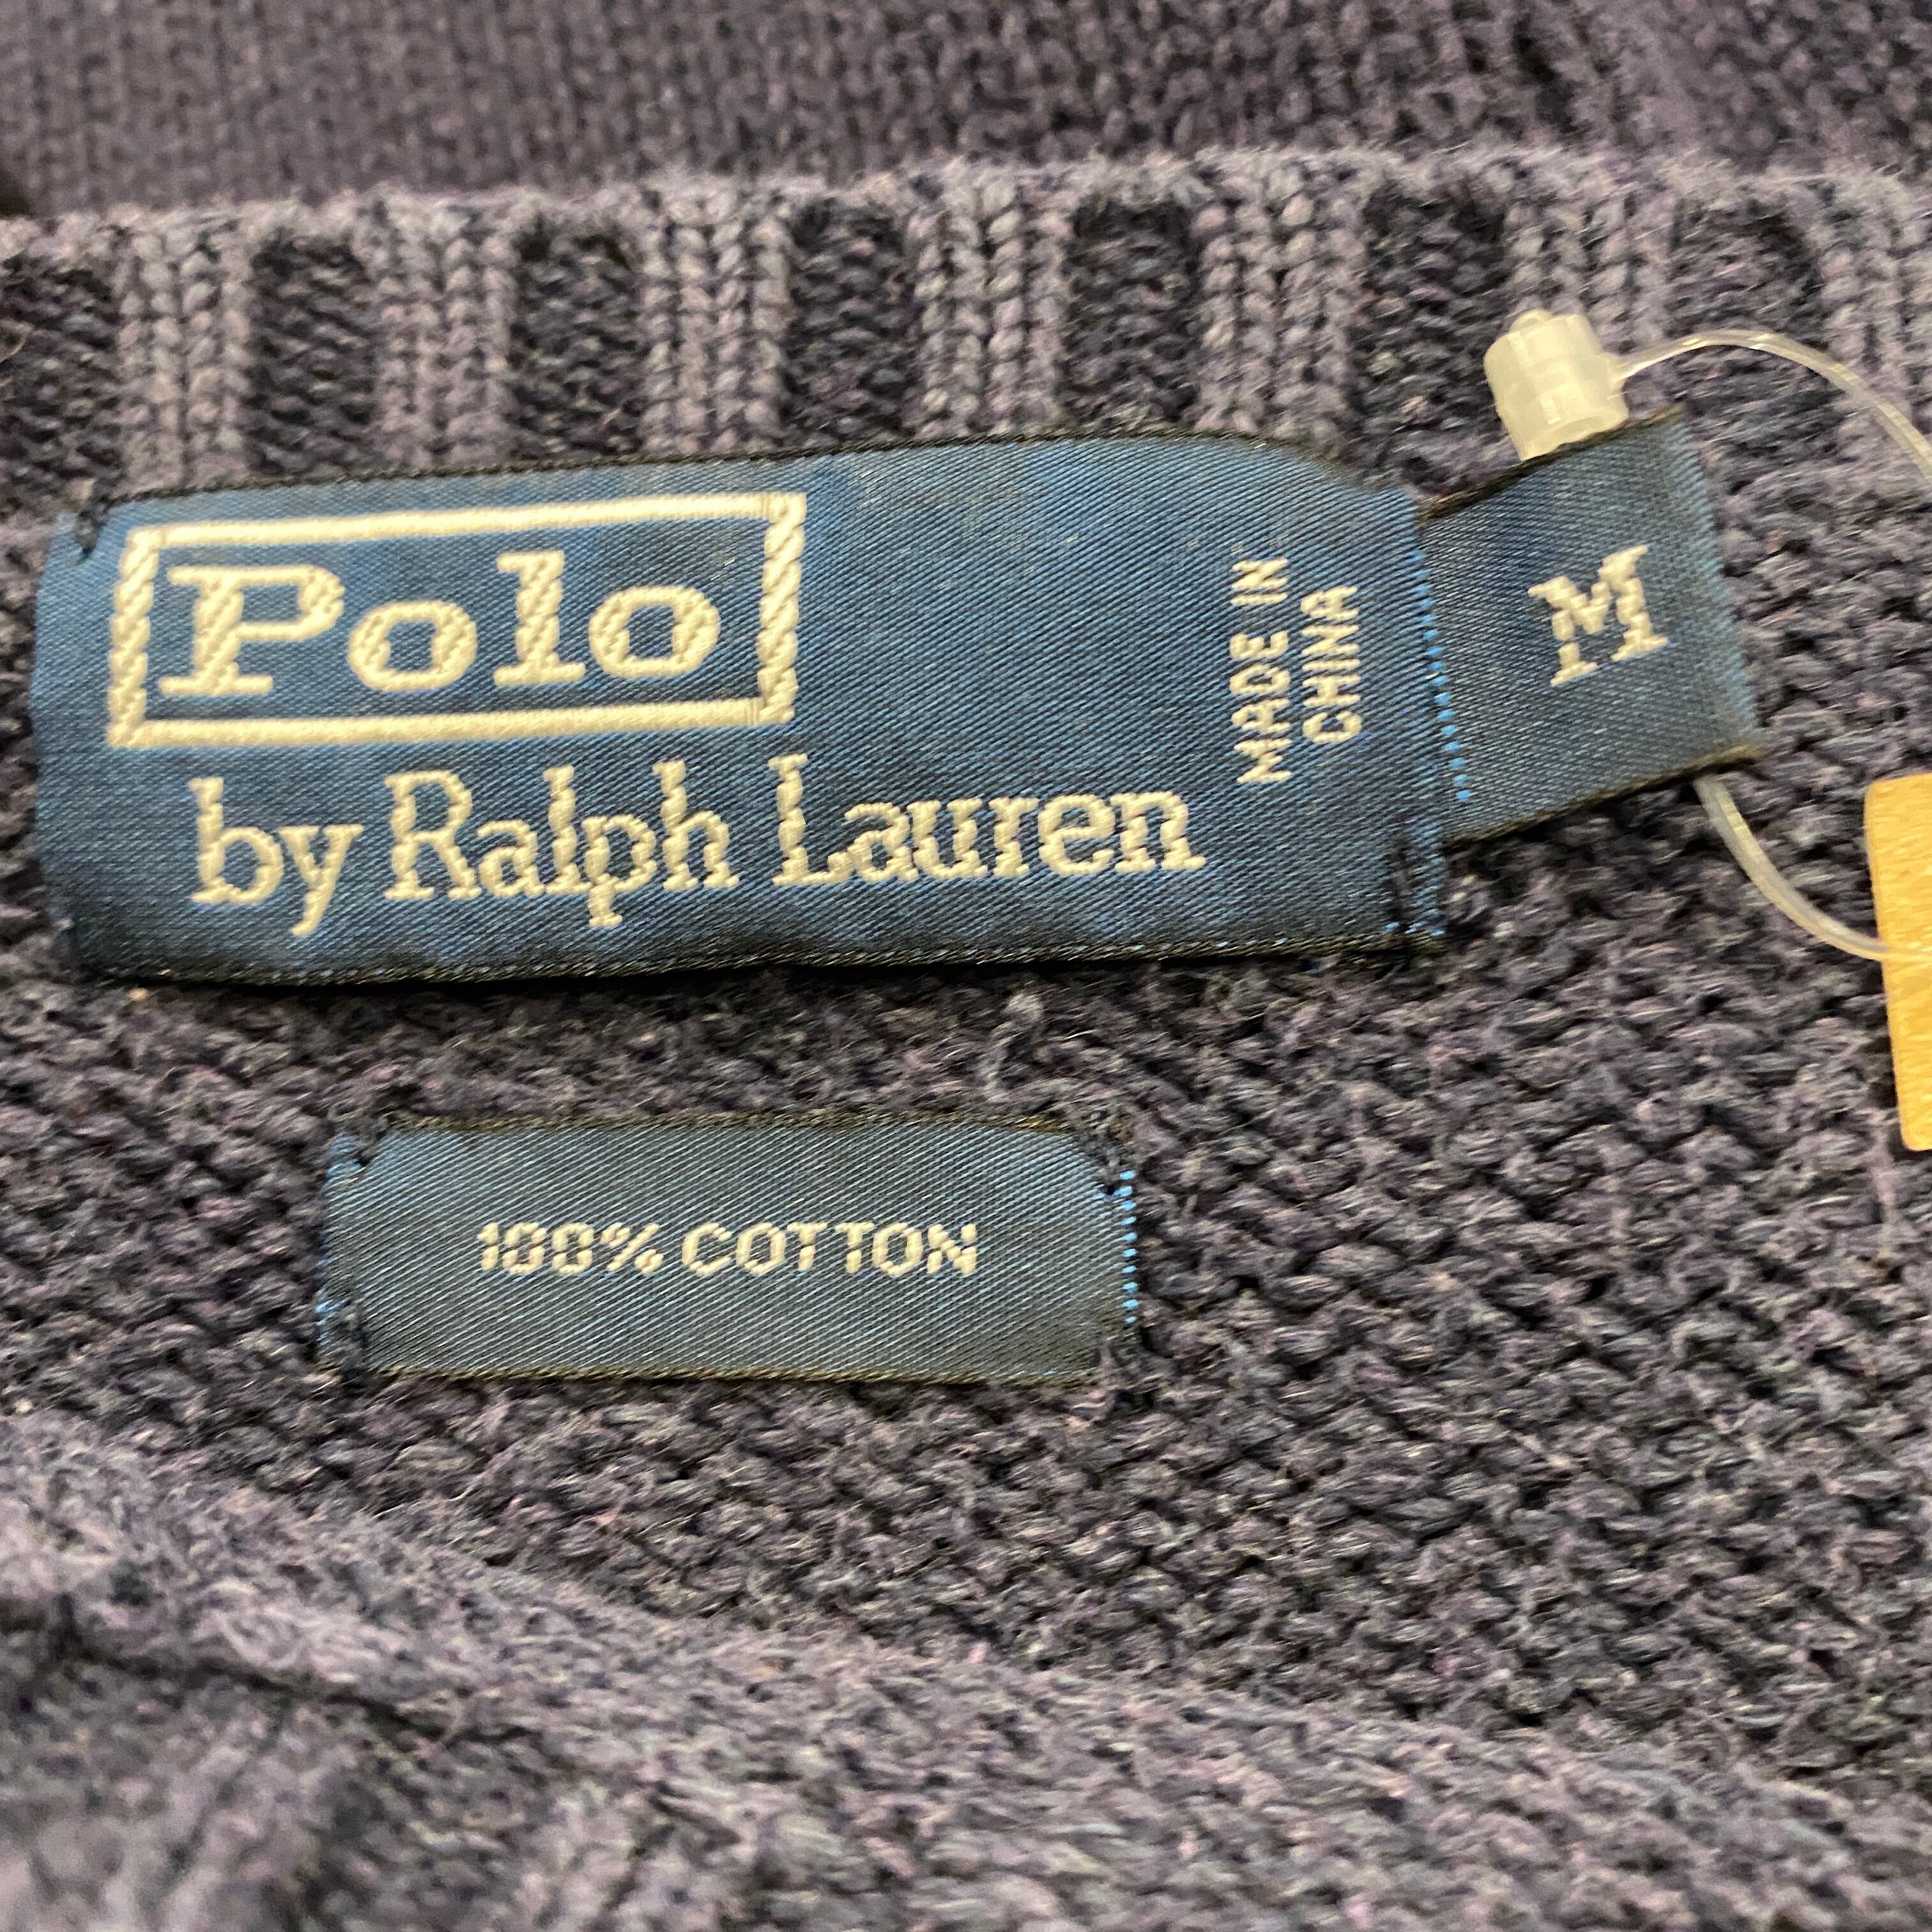 Polo
by Ralph Lauren
MADE IN
CHINA
M
100% COTTON